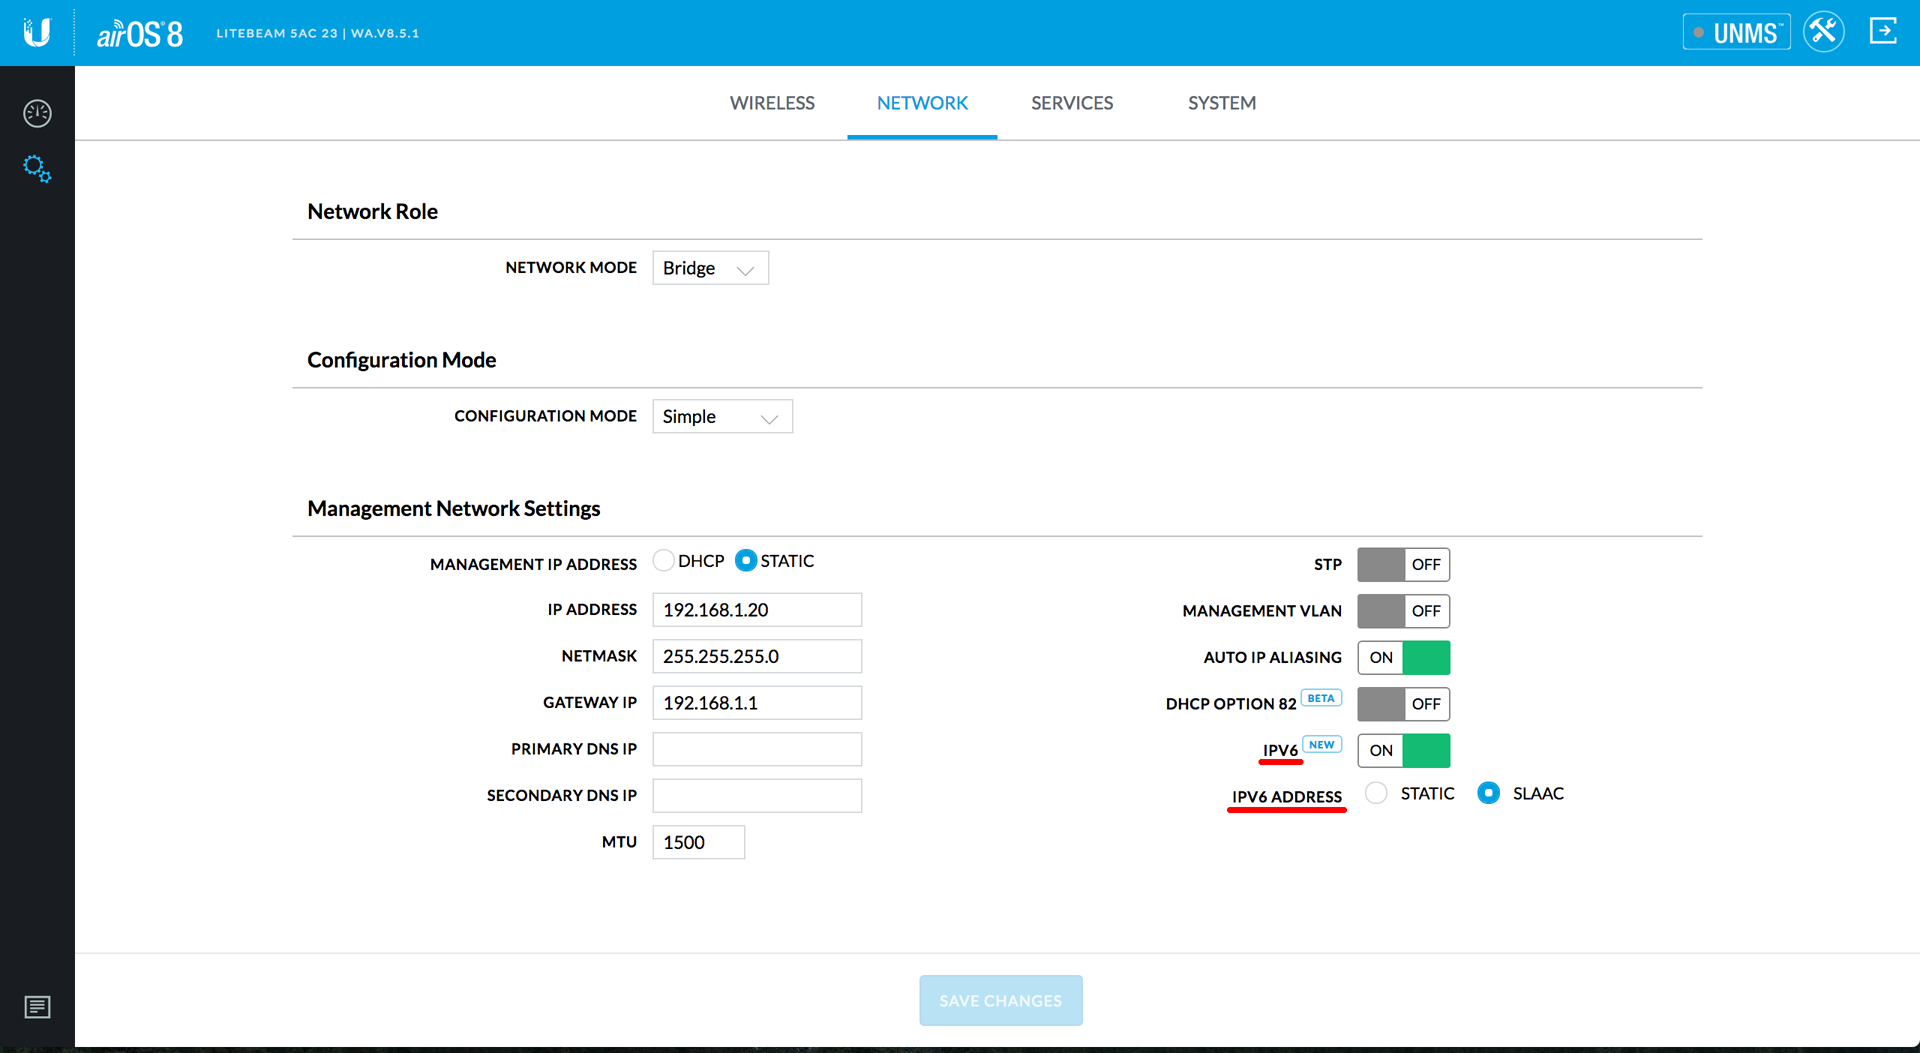 airOS® 8 LITEBEAM 5AC 23 | WA.V8.5.1 UNMS™
WIRELESS NETWORK SERVICES SYSTEM
Network Role
NETWORK MODE Bridge
Configuration Mode
CONFIGURATION MODE Simple
Management Network Settings
MANAGEMENT IP ADDRESS DHCP STATIC
IP ADDRESS 192.168.1.20
NETMASK 255.255.255.0
GATEWAY IP 192.168.1.1
PRIMARY DNS IP
SECONDARY DNS IP
MTU 1500
STP OFF
MANAGEMENT VLAN OFF
AUTO IP ALIASING ON
DHCP OPTION 82 BETA OFF
IPV6 NEW ON
IPV6 ADDRESS STATIC SLAAC
SAVE CHANGES